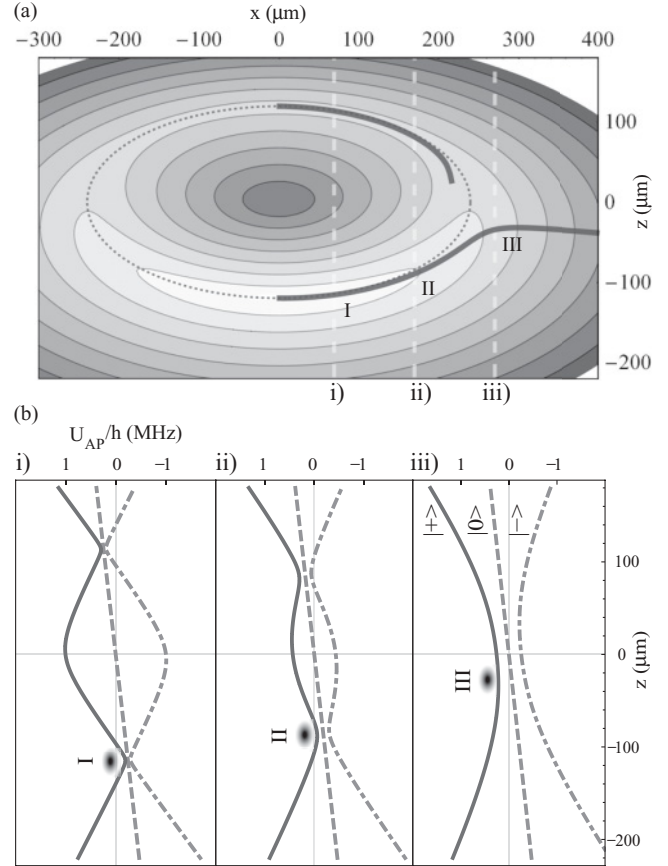 (a)
x (μm)
−300 −200 −100 0 100 200 300 400
100
0
−100
−200
z (μm)
I
II
III
i) ii) iii)
(b)
U_AP/h (MHz)
i) 1 0 −1
ii) 1 0 −1
iii) 1 0 −1
|+> |0> |−>
100
0
−100
−200
z (μm)
I
II
III